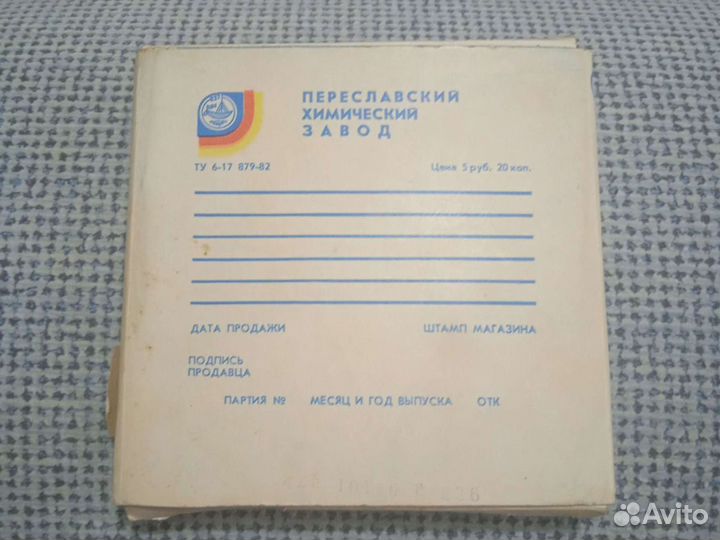 ПЕРЕСЛАВСКИЙ
ХИМИЧЕСКИЙ
ЗАВОД
ТУ 6-17 879-82
Цена 5 руб. 20 коп.
ДАТА ПРОДАЖИ
ШТАМП МАГАЗИНА
ПОДПИСЬ
ПРОДАВЦА
ПАРТИЯ № МЕСЯЦ И ГОД ВЫПУСКА ОТК
Avito